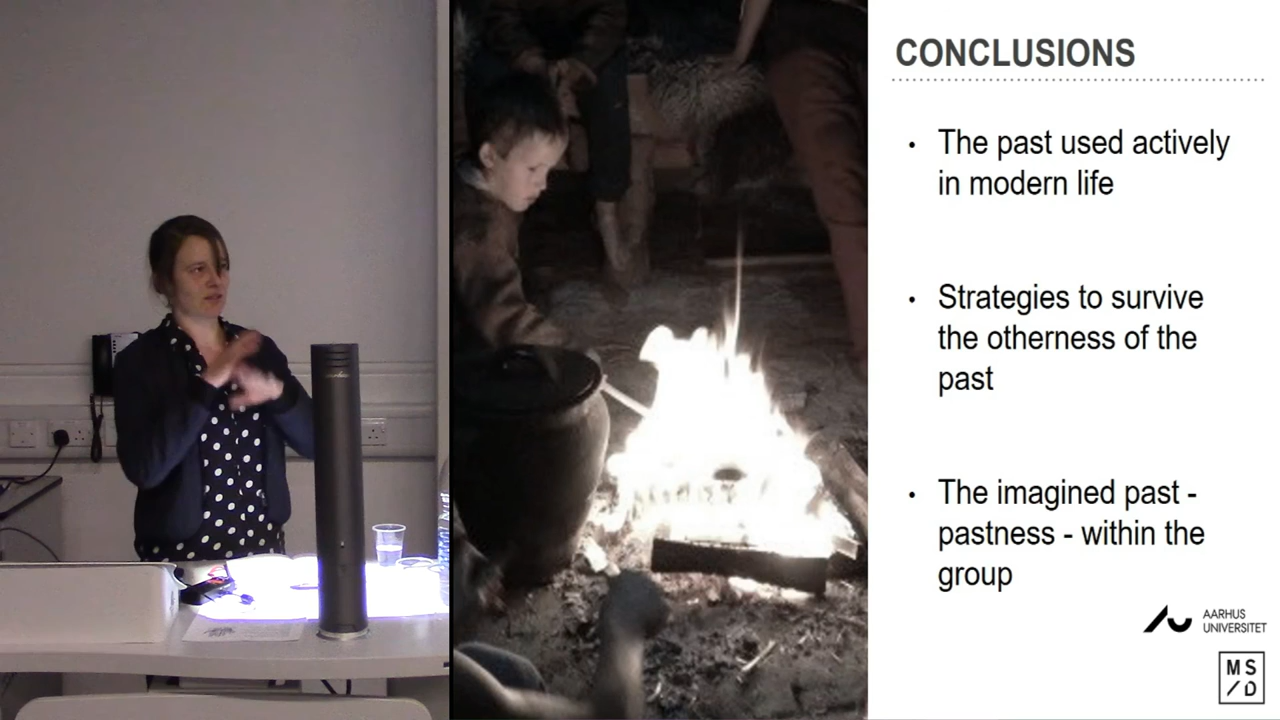 CONCLUSIONS
• The past used actively
in modern life
• Strategies to survive
the otherness of the
past
• The imagined past -
pastness - within the
group
AARHUS
UNIVERSITET
M S
/ D